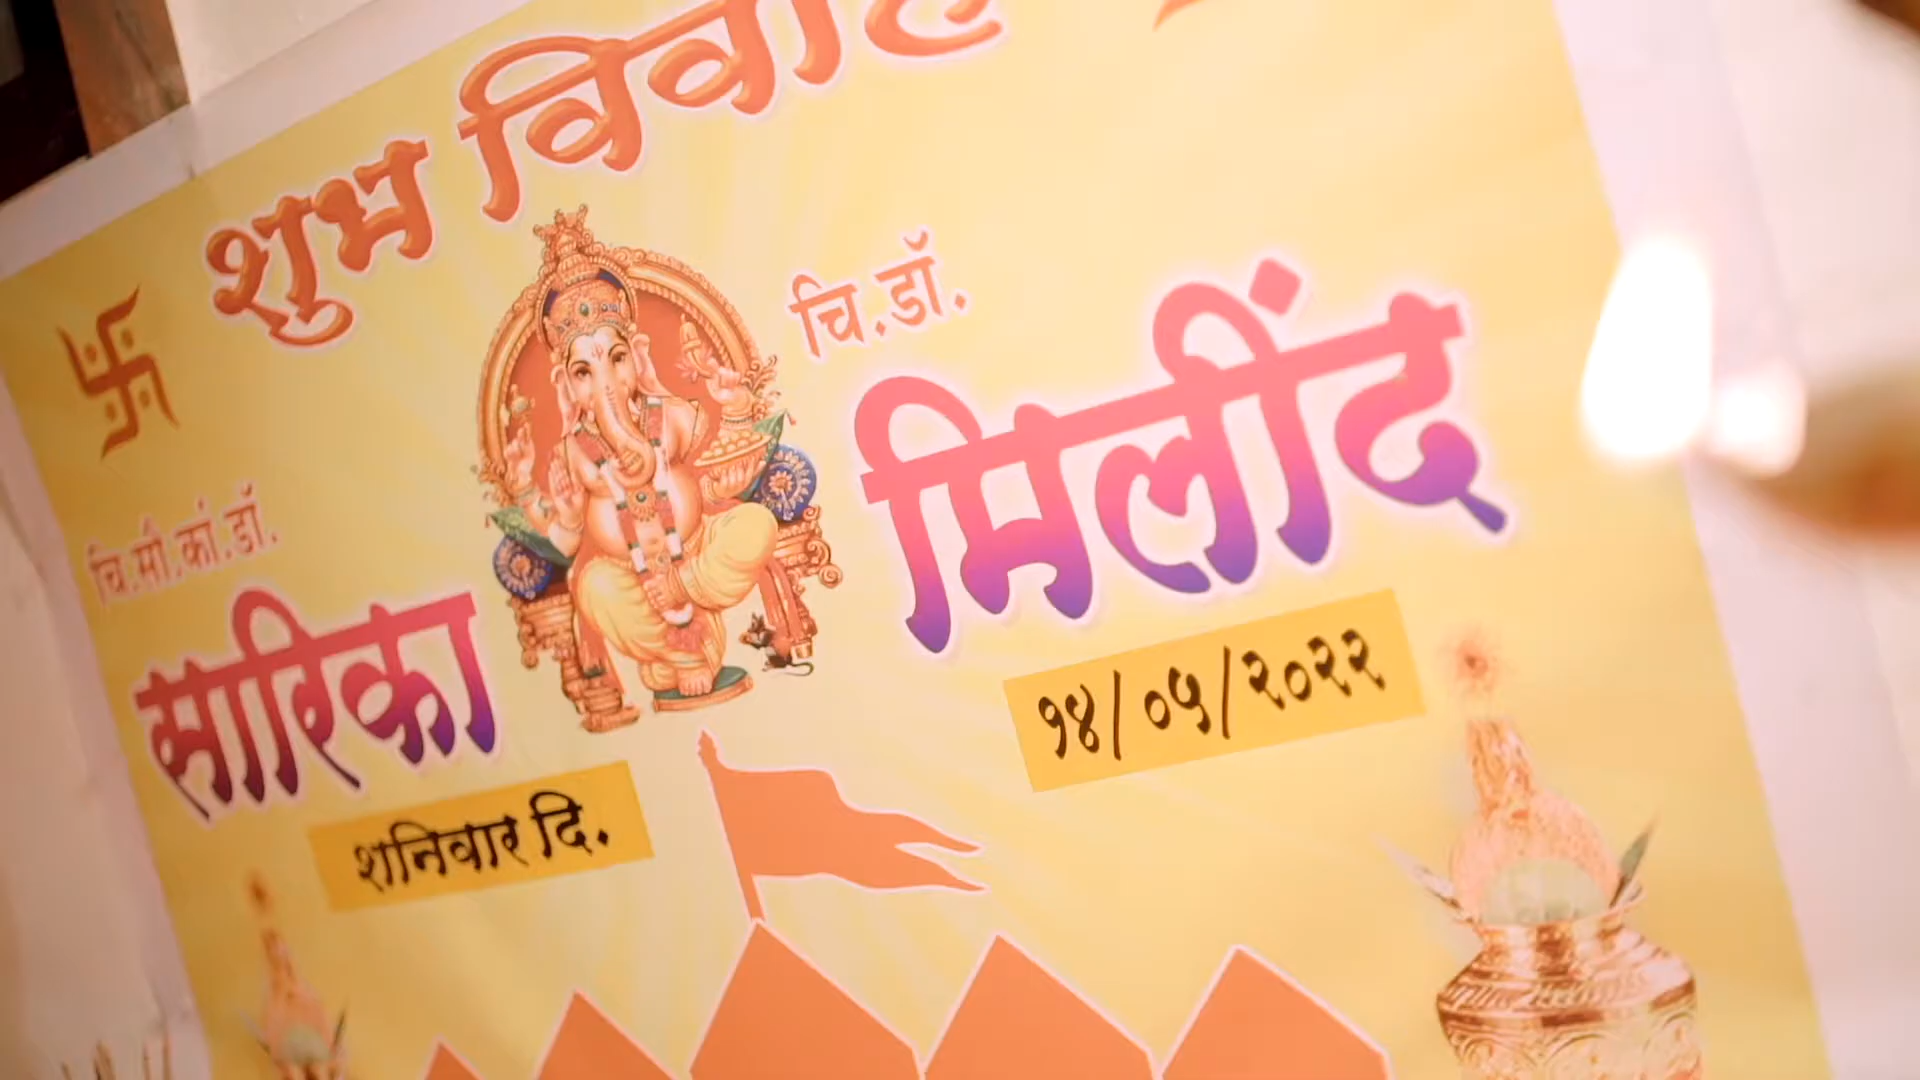 शुभ विवाह
चि.सौ.कां.डॉ.
सारिका
चि.डॉ.
मिलींद
शनिवार दि.
१४/०५/२०२२